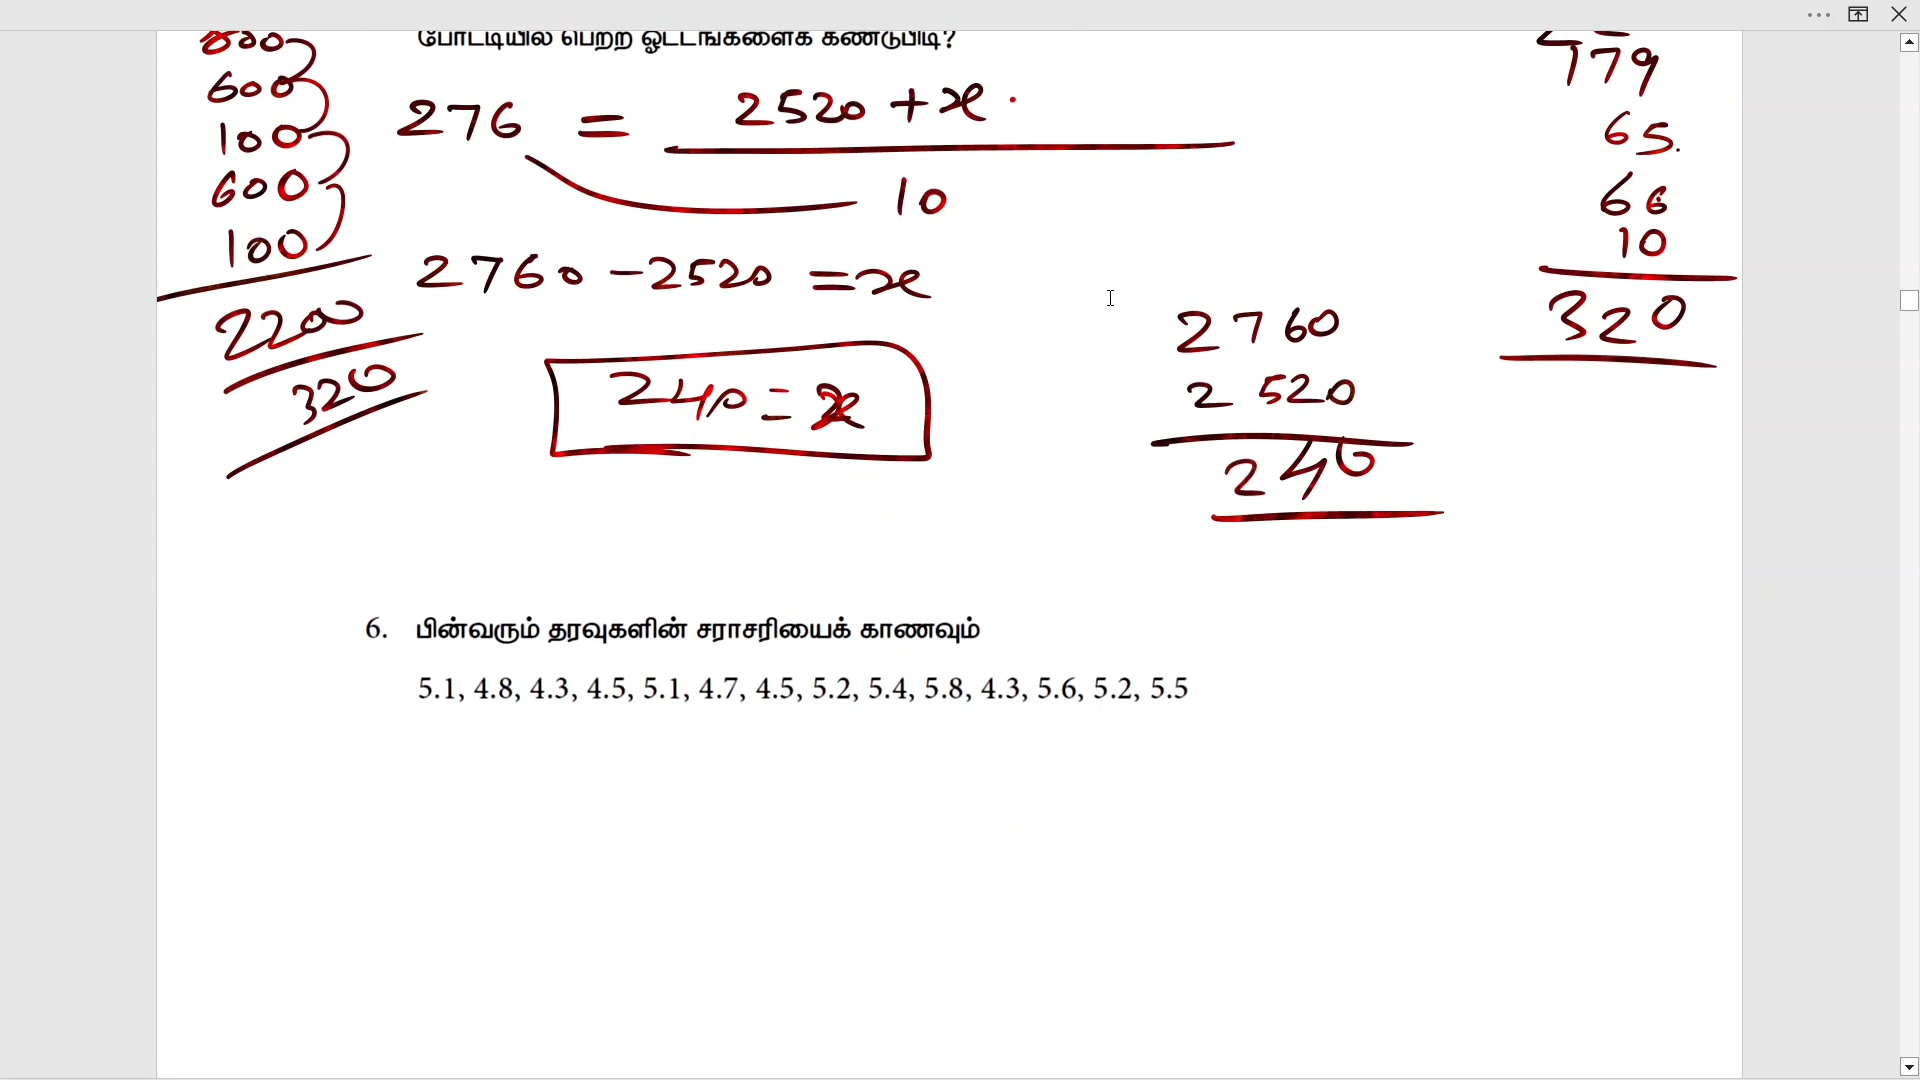 போட்டியில் பெற்ற ஓட்டங்களைக் கண்டுபிடி?
800
600
100
600
100
2200
320
276 = 2520 + x
10
2760 - 2520 = x
240 = x
2760
2520
240
179
65
66
10
320
6. பின்வரும் தரவுகளின் சராசரியைக் காணவும்
5.1, 4.8, 4.3, 4.5, 5.1, 4.7, 4.5, 5.2, 5.4, 5.8, 4.3, 5.6, 5.2, 5.5